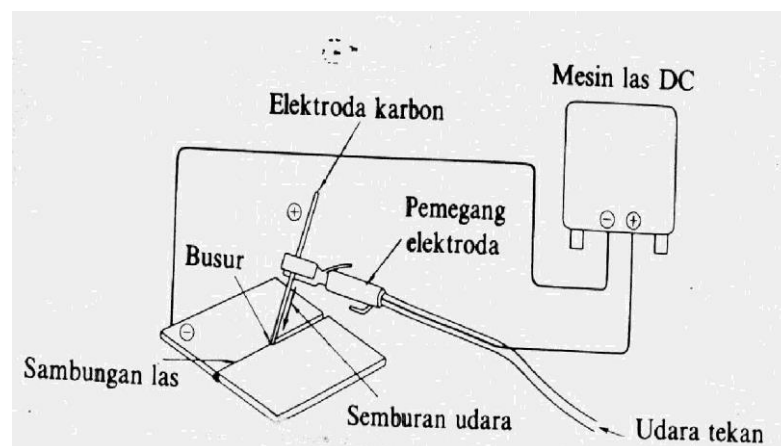 Mesin las DC
Elektroda karbon
⊖ ⊕
⊕
Pemegang
elektroda
Busur
⊖
Sambungan las
Semburan udara
Udara tekan